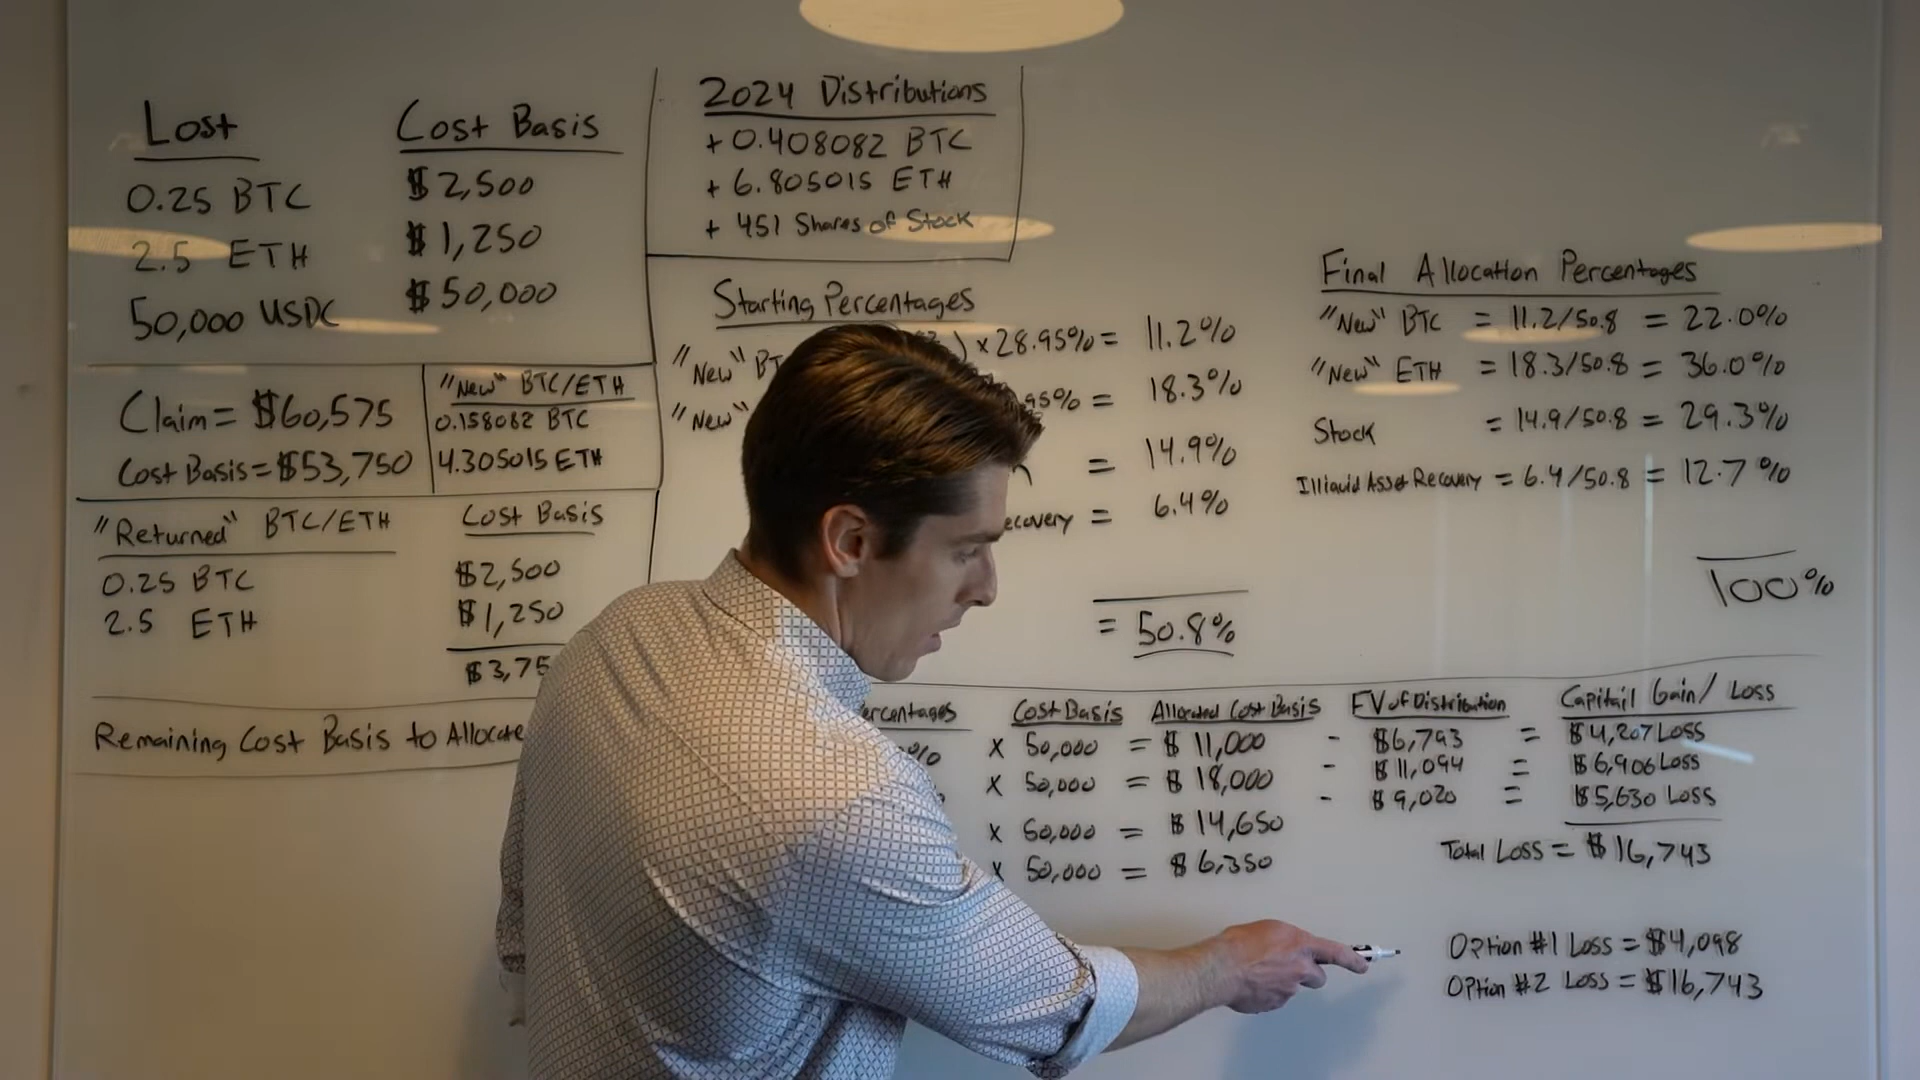 Lost Cost Basis
0.25 BTC $2,500
2.5 ETH $1,250
50,000 USDC $50,000
Claim = $60,575
Cost Basis = $53,750
"New" BTC/ETH
0.158082 BTC
4.305015 ETH
"Returned" BTC/ETH Cost Basis
0.25 BTC $2,500
2.5 ETH $1,250
$3,75
Remaining Cost Basis to Allocate
2024 Distributions
+ 0.408082 BTC
+ 6.805015 ETH
+ 451 Shares of Stock
Starting Percentages
"New" BT ) x 28.95% = 11.2%
"New" 95% = 18.3%
= 14.9%
ecovery = 6.4%
= 50.8%
Final Allocation Percentages
"New" BTC = 11.2/50.8 = 22.0%
"New" ETH = 18.3/50.8 = 36.0%
Stock = 14.9/50.8 = 29.3%
Illiquid Asset Recovery = 6.4/50.8 = 12.7%
100%
ercentages Cost Basis Allocated Cost Basis FV of Distribution Capitail Gain/Loss
% x 50,000 = $11,000 - $6,793 = $4,207 Loss
x 50,000 = $18,000 - $11,094 = $6,906 Loss
x 50,000 = $14,650 - $9,020 = $5,630 Loss
x 50,000 = $6,350
Total Loss = $16,743
Option #1 Loss = $4,098
Option #2 Loss = $16,743